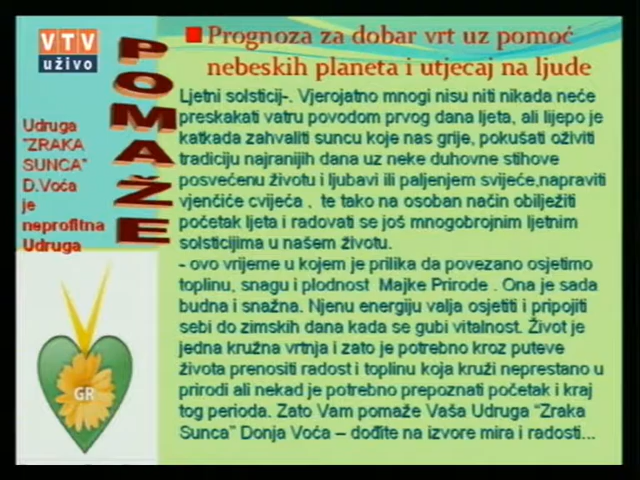 VTV
uživo
POMAŽE
Udruga
"ZRAKA
SUNCA"
D.Voća
je
neprofitna
Udruga
GR
Prognoza za dobar vrt uz pomoć
nebeskih planeta i utjecaj na ljude
Ljetni solsticij-. Vjerojatno mnogi nisu niti nikada neće
preskakati vatru povodom prvog dana ljeta, ali lijepo je
katkada zahvaliti suncu koje nas grije, pokušati oživiti
tradiciju najranijih dana uz neke duhovne stihove
posvećenu životu i ljubavi ili paljenjem svijeće,napraviti
vjenčiće cvijeća , te tako na osoban način obilježiti
početak ljeta i radovati se još mnogobrojnim ljetnim
solsticijima u našem životu.
- ovo vrijeme u kojem je prilika da povezano osjetimo
toplinu, snagu i plodnost Majke Prirode . Ona je sada
budna i snažna. Njenu energiju valja osjetiti i pripojiti
sebi do zimskih dana kada se gubi vitalnost. Život je
jedna kružna vrtnja i zato je potrebno kroz puteve
života prenositi radost i toplinu koja kruži neprestano u
prirodi ali nekad je potrebno prepoznati početak i kraj
tog perioda. Zato Vam pomaže Vaša Udruga "Zraka
Sunca" Donja Voća – dođite na izvore mira i radosti...